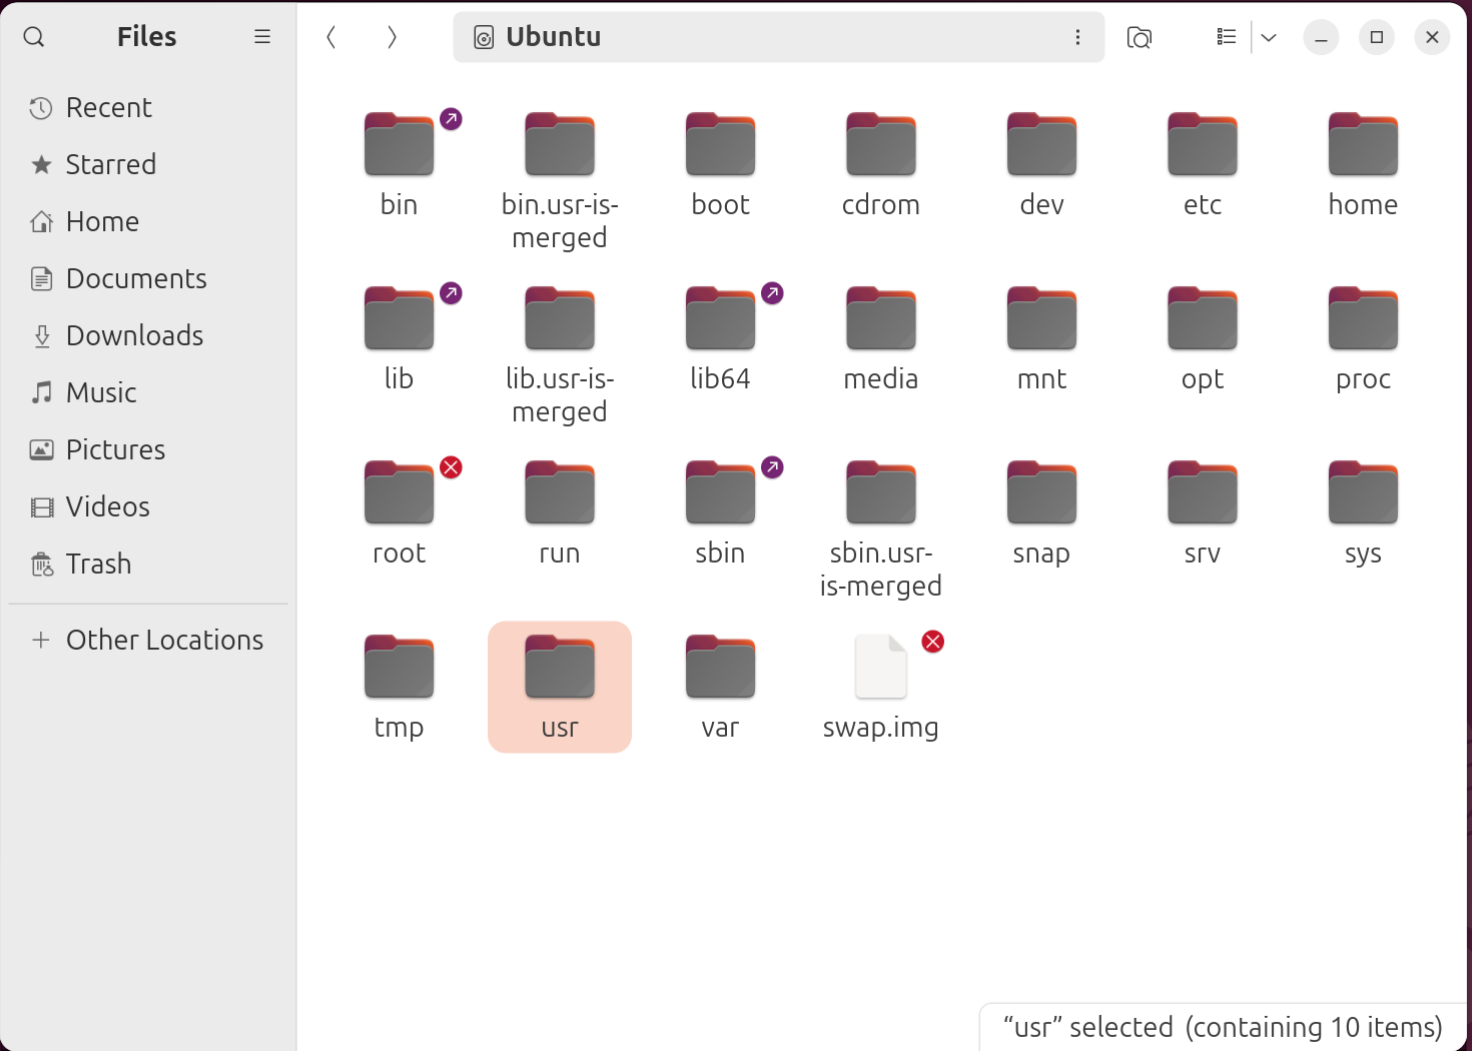 Files
Ubuntu
Recent
Starred
Home
Documents
Downloads
Music
Pictures
Videos
Trash
Other Locations
bin
bin.usr-is-
merged
boot
cdrom
dev
etc
home
lib
lib.usr-is-
merged
lib64
media
mnt
opt
proc
root
run
sbin
sbin.usr-
is-merged
snap
srv
sys
tmp
usr
var
swap.img
“usr” selected (containing 10 items)